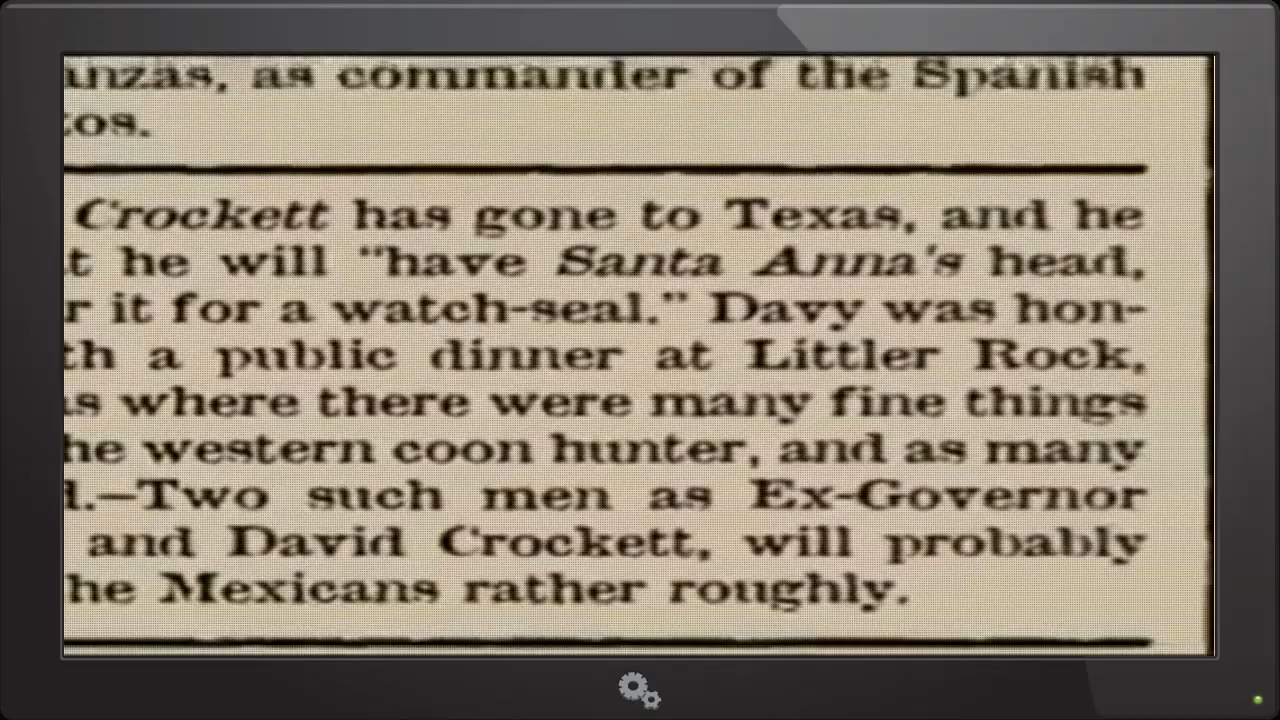 unzas, as commander of the Spanish
tos.
Crockett has gone to Texas, and he
t he will "have Santa Anna's head,
r it for a watch-seal." Davy was hon-
th a public dinner at Littler Rock,
s where there were many fine things
he western coon hunter, and as many
l.—Two such men as Ex-Governor
and David Crockett, will probably
he Mexicans rather roughly.